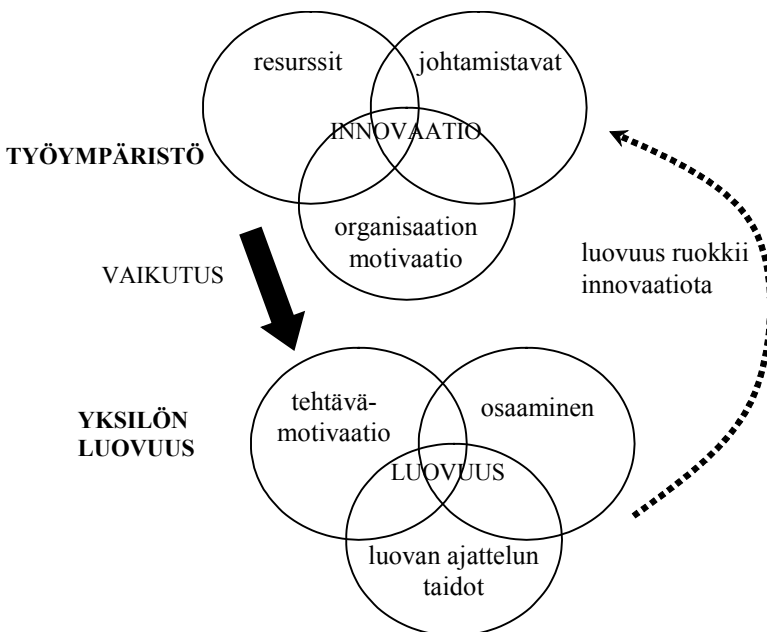 resurssit
johtamistavat
INNOVAATIO
TYÖYMPÄRISTÖ
organisaation
motivaatio
VAIKUTUS
luovuus ruokkii
innovaatiota
tehtävä-
motivaatio
osaaminen
YKSILÖN
LUOVUUS
LUOVUUS
luovan ajattelun
taidot